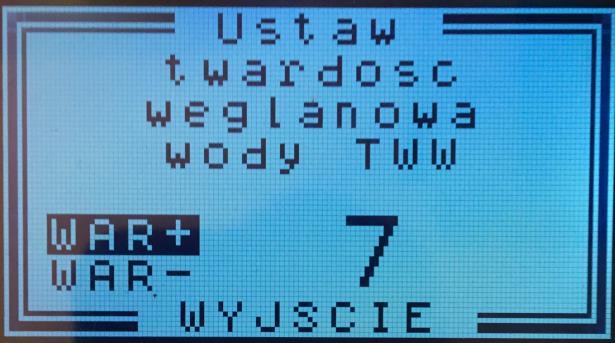 Ustaw
twardosc
weglanowa
wody TWW
WAR+
7
WAR-
WYJSCIE